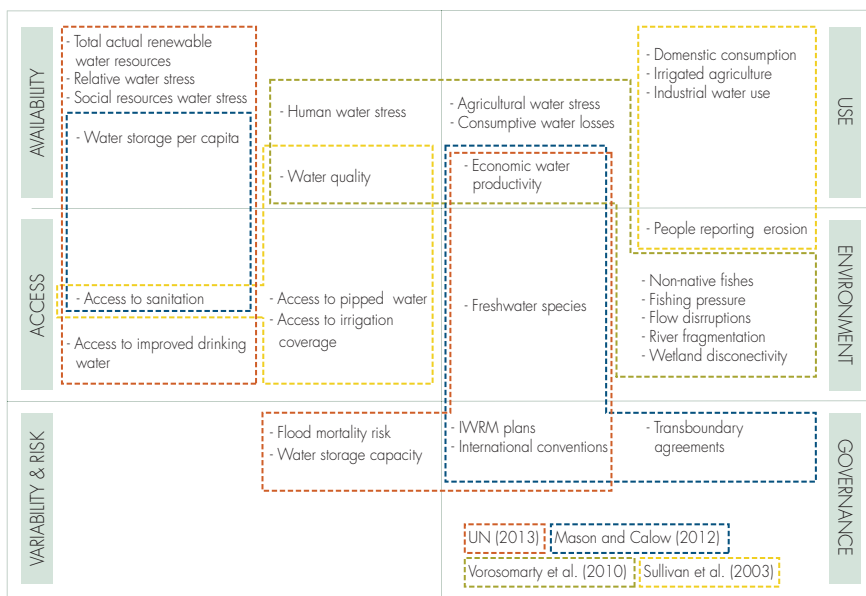 AVAILABILITY
- Total actual renewable
water resources
- Relative water stress
- Social resources water stress
- Water storage per capita
- Human water stress
- Water quality
- Agricultural water stress
- Consumptive water losses
- Economic water
productivity
- Domenstic consumption
- Irrigated agriculture
- Industrial water use
USE
ACCESS
- Access to sanitation
- Access to improved drinking
water
- Access to pipped water
- Access to irrigation
coverage
- Freshwater species
- People reporting erosion
- Non-native fishes
- Fishing pressure
- Flow disruptions
- River fragmentation
- Wetland disconectivity
ENVIRONMENT
VARIABILITY & RISK
- Flood mortality risk
- Water storage capacity
- IWRM plans
- International conventions
- Transboundary
agreements
GOVERNANCE
UN (2013)
Mason and Calow (2012)
Vorosomarty et al. (2010)
Sullivan et al. (2003)